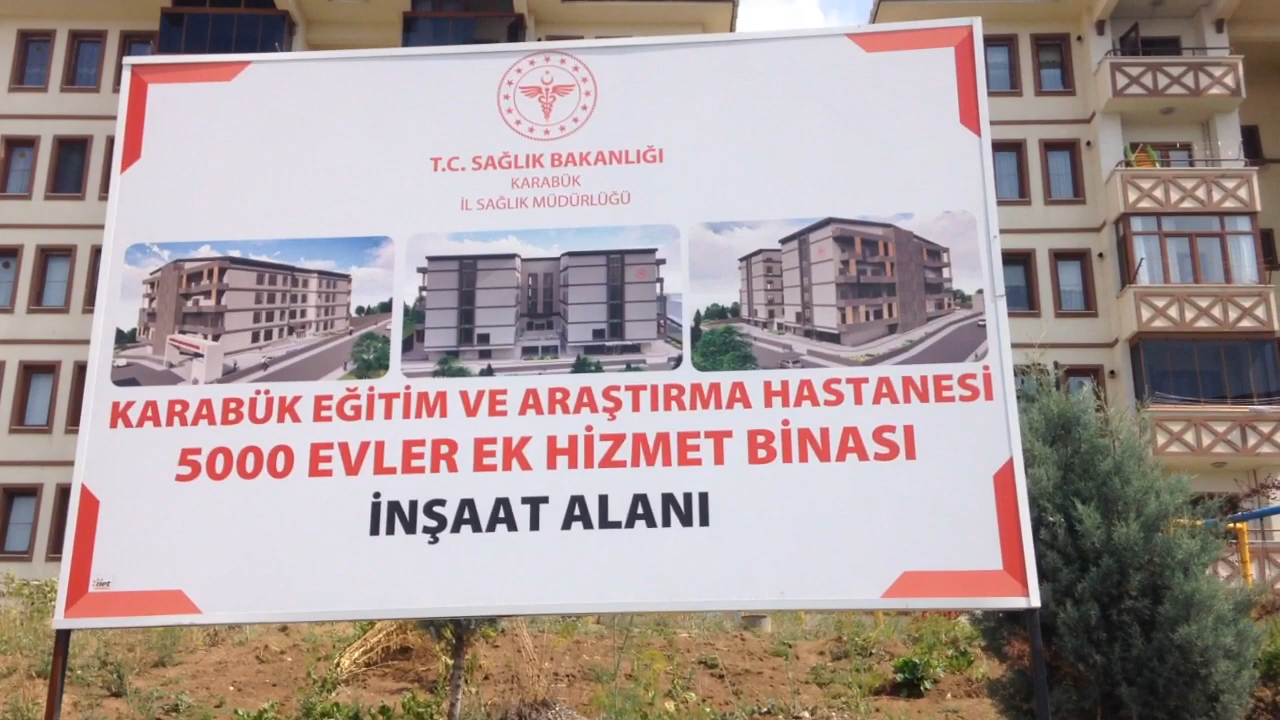 T.C. SAĞLIK BAKANLIĞI
KARABÜK
İL SAĞLIK MÜDÜRLÜĞÜ
KARABÜK EĞİTİM VE ARAŞTIRMA HASTANESİ
5000 EVLER EK HİZMET BİNASI
İNŞAAT ALANI